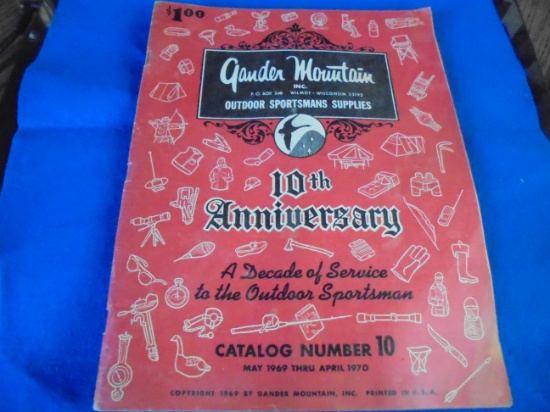 $1.00
Gander Mountain
INC.
P. O. BOX 248 WILMOT - WISCONSIN 53192
OUTDOOR SPORTSMANS SUPPLIES
10th
Anniversary
A Decade of Service
to the Outdoor Sportsman
CATALOG NUMBER 10
MAY 1969 THRU APRIL 1970
COPYRIGHT 1969 BY GANDER MOUNTAIN, INC. PRINTED IN U.S.A.